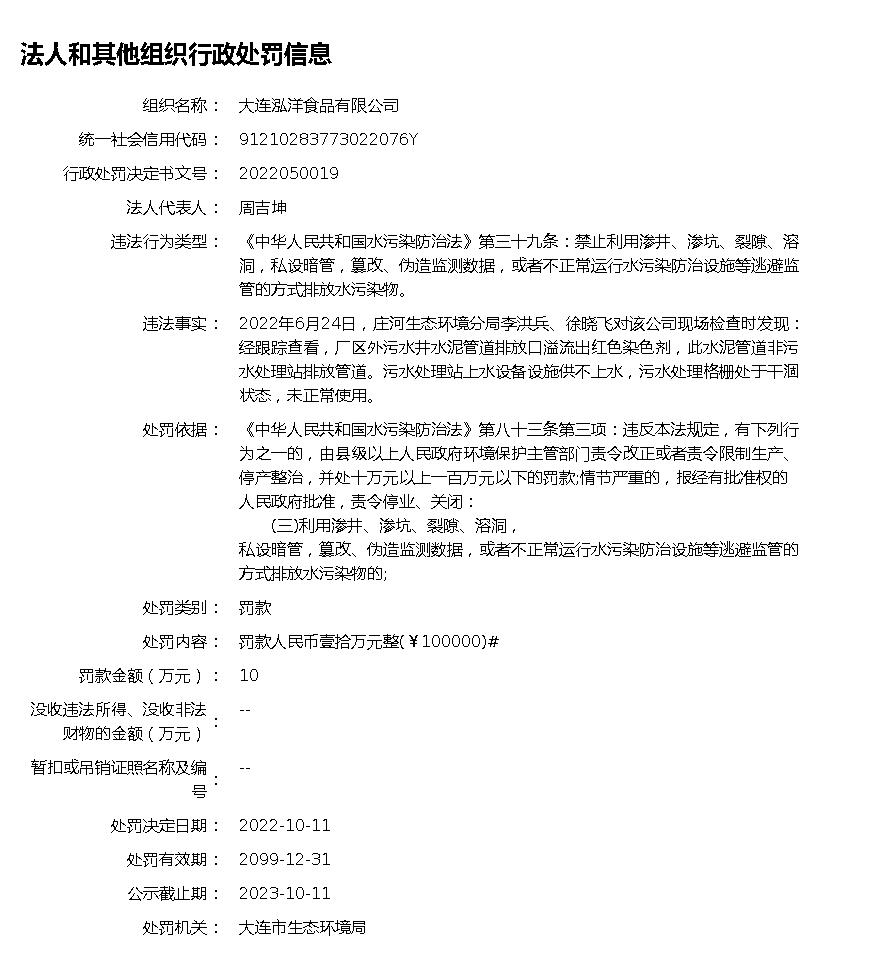 法人和其他组织行政处罚信息
组织名称： 大连泓洋食品有限公司
统一社会信用代码： 91210283773022076Y
行政处罚决定书文号： 2022050019
法人代表人： 周吉坤
违法行为类型： 《中华人民共和国水污染防治法》第三十九条：禁止利用渗井、渗坑、裂隙、溶
洞，私设暗管，篡改、伪造监测数据，或者不正常运行水污染防治设施等逃避监
管的方式排放水污染物。
违法事实： 2022年6月24日，庄河生态环境分局李洪兵、徐晓飞对该公司现场检查时发现：
经跟踪查看，厂区外污水井水泥管道排放口溢流出红色染色剂，此水泥管道非污
水处理站排放管道。污水处理站上水设备设施供不上水，污水处理格栅处于干涸
状态，未正常使用。
处罚依据： 《中华人民共和国水污染防治法》第八十三条第三项：违反本法规定，有下列行
为之一的，由县级以上人民政府环境保护主管部门责令改正或者责令限制生产、
停产整治，并处十万元以上一百万元以下的罚款;情节严重的，报经有批准权的
人民政府批准，责令停业、关闭：
(三)利用渗井、渗坑、裂隙、溶洞，
私设暗管，篡改、伪造监测数据，或者不正常运行水污染防治设施等逃避监管的
方式排放水污染物的;
处罚类别： 罚款
处罚内容： 罚款人民币壹拾万元整(￥100000)#
罚款金额（万元）： 10
没收违法所得、没收非法
财物的金额（万元）： --
暂扣或吊销证照名称及编
号： --
处罚决定日期： 2022-10-11
处罚有效期： 2099-12-31
公示截止期： 2023-10-11
处罚机关： 大连市生态环境局